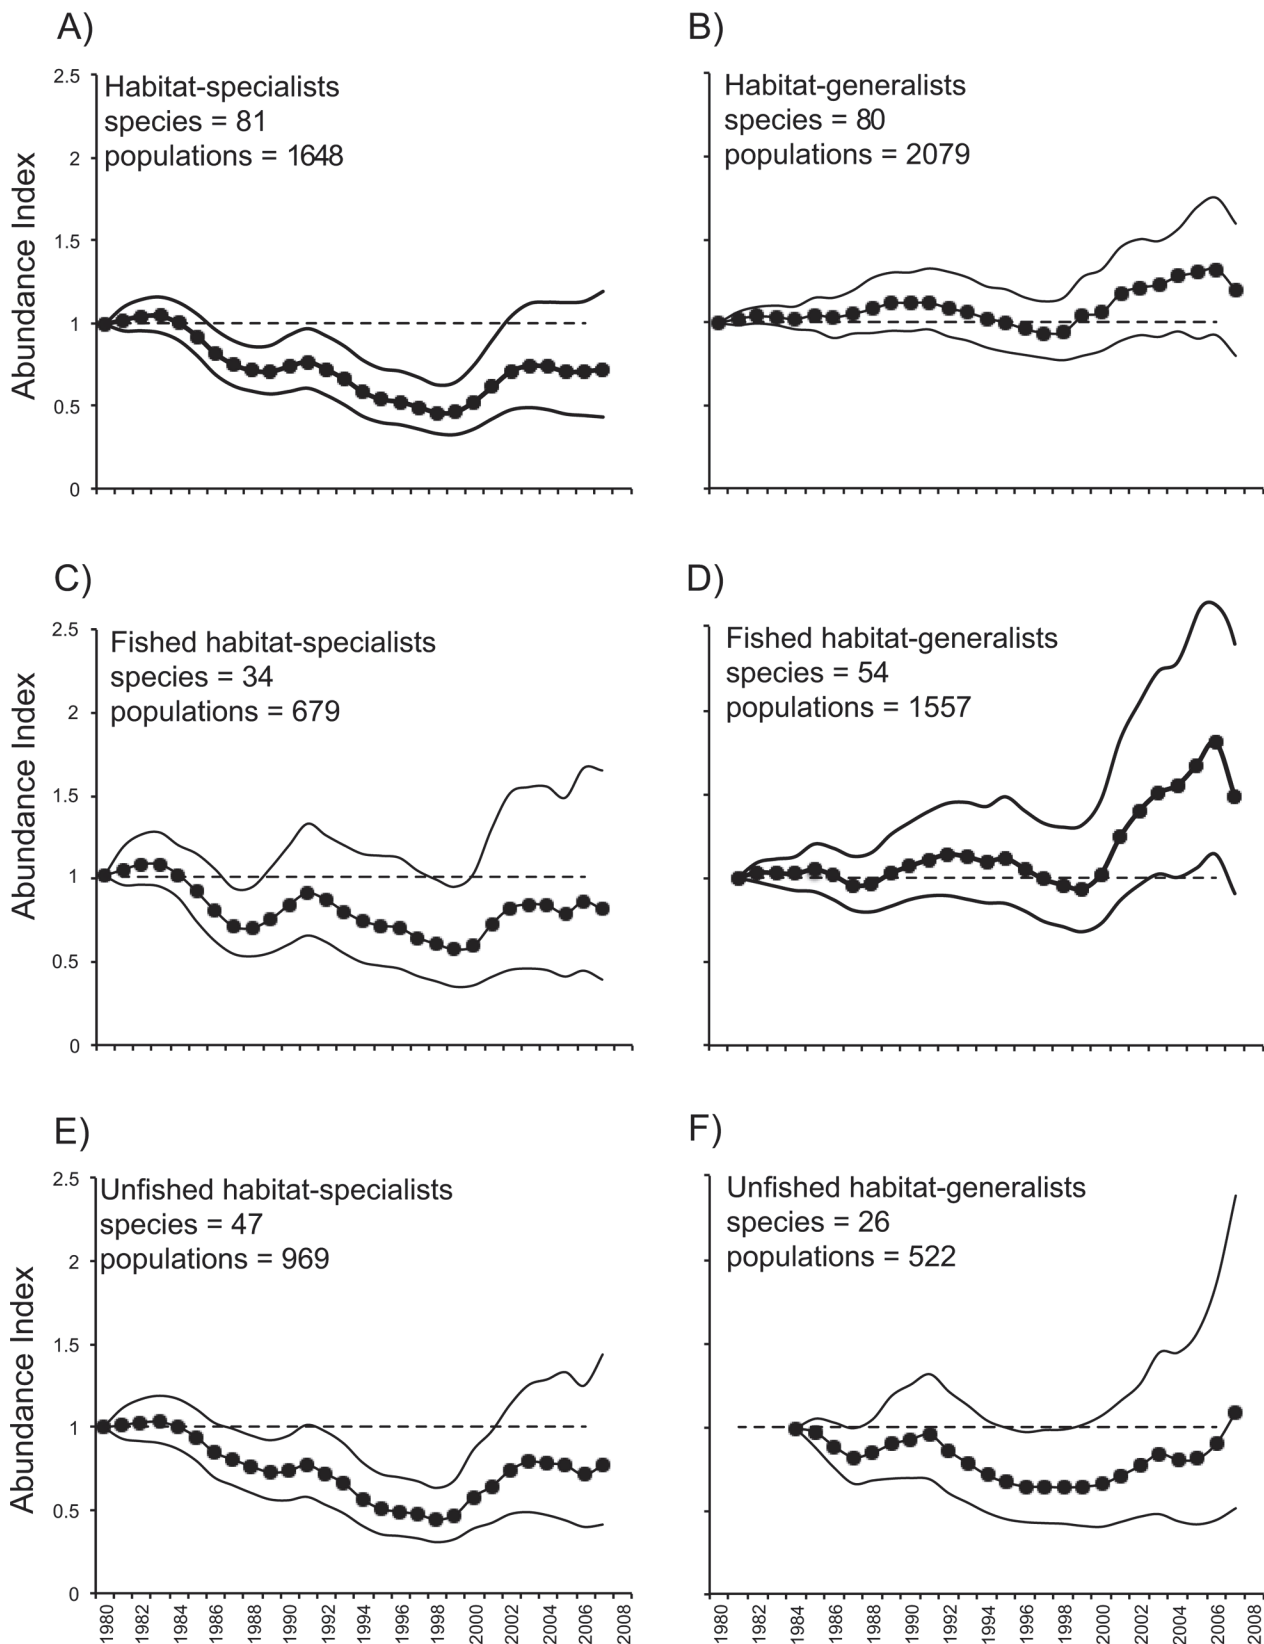 A)
Habitat-specialists
species = 81
populations = 1648
Abundance Index
2.5
2
1.5
1
0.5
0
B)
Habitat-generalists
species = 80
populations = 2079
C)
Fished habitat-specialists
species = 34
populations = 679
Abundance Index
2.5
2
1.5
1
0.5
0
D)
Fished habitat-generalists
species = 54
populations = 1557
E)
Unfished habitat-specialists
species = 47
populations = 969
Abundance Index
2.5
2
1.5
1
0.5
0
1980
1982
1984
1986
1988
1990
1992
1994
1996
1998
2000
2002
2004
2006
2008
F)
Unfished habitat-generalists
species = 26
populations = 522
1980
1982
1984
1986
1988
1990
1992
1994
1996
1998
2000
2002
2004
2006
2008